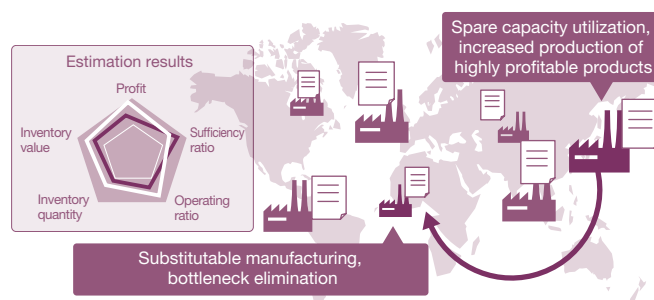 Estimation results
Profit
Inventory
value
Sufficiency
ratio
Inventory
quantity
Operating
ratio
Spare capacity utilization,
increased production of
highly profitable products
Substitutable manufacturing,
bottleneck elimination